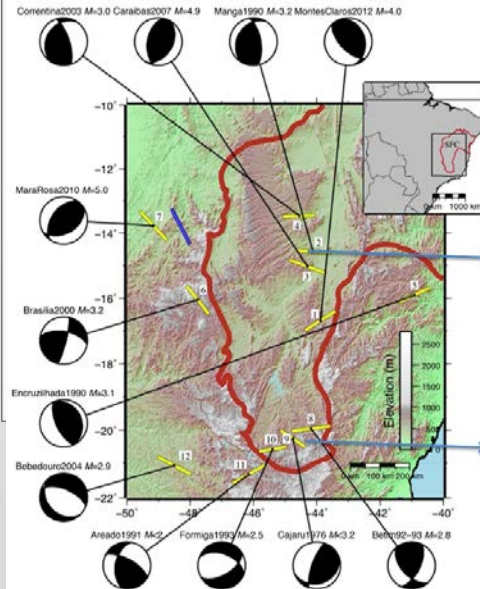 Correntina2003 M=3.0 Caraibas2007 M=4.9 Manga1990 M=3.2 MontesClaros2012 M=4.0
SFC
0 km 1000 km
MaraRosa2010 M=5.0
Brasilia2000 M=3.2
Encruzilhada1990 M=3.1
Bebedouro2004 M=2.9
−10°
−12°
−14°
−16°
−18°
−20°
−22°
7
4
2
3
5
6
1
8
9
10
11
12
Elevation (m)
2500
2000
1500
1000
500
0
0 km 100 km 200 km
−50° −48° −46° −44° −42° −40°
Areado1991 M<2 Formiga1993 M=2.5 Cajaru1976 M<3.2 Betim92−93 M=2.8